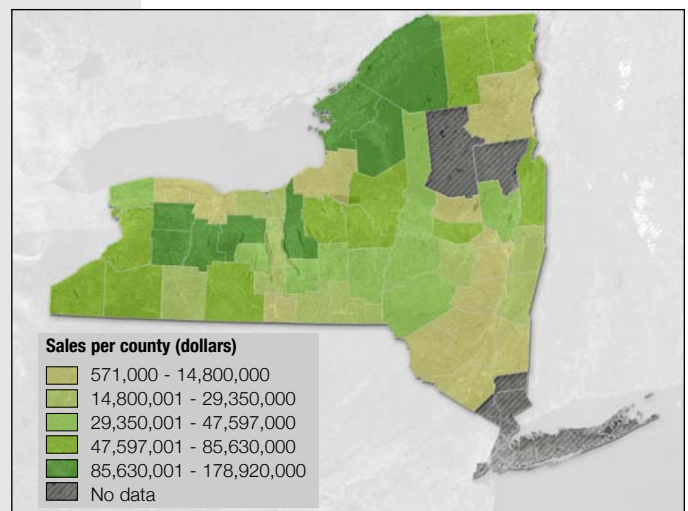 Sales per county (dollars)
571,000 - 14,800,000
14,800,001 - 29,350,000
29,350,001 - 47,597,000
47,597,001 - 85,630,000
85,630,001 - 178,920,000
No data